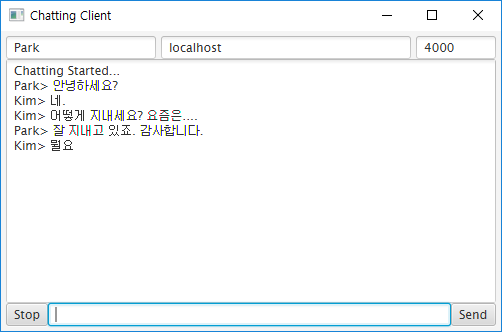 Chatting Client
Park localhost 4000
Chatting Started...
Park> 안녕하세요?
Kim> 네.
Kim> 어떻게 지내세요? 요즘은....
Park> 잘 지내고 있죠. 감사합니다.
Kim> 뭘요
Stop Send